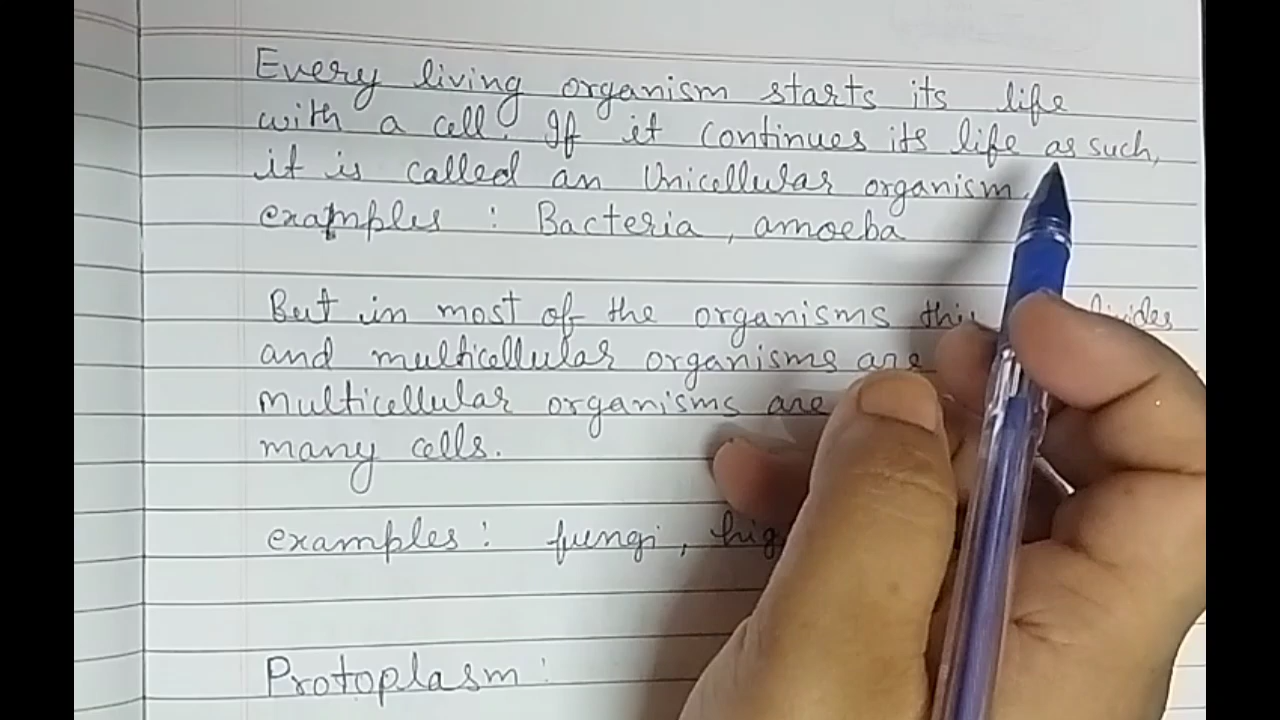 Every living organism starts its life
with a cell. If it continues its life as such,
it is called an Unicellular organism.
examples : Bacteria, amoeba
But in most of the organisms this divides
and multicellular organisms are
multicellular organisms are
many cells.
examples : fungi,
Protoplasm :